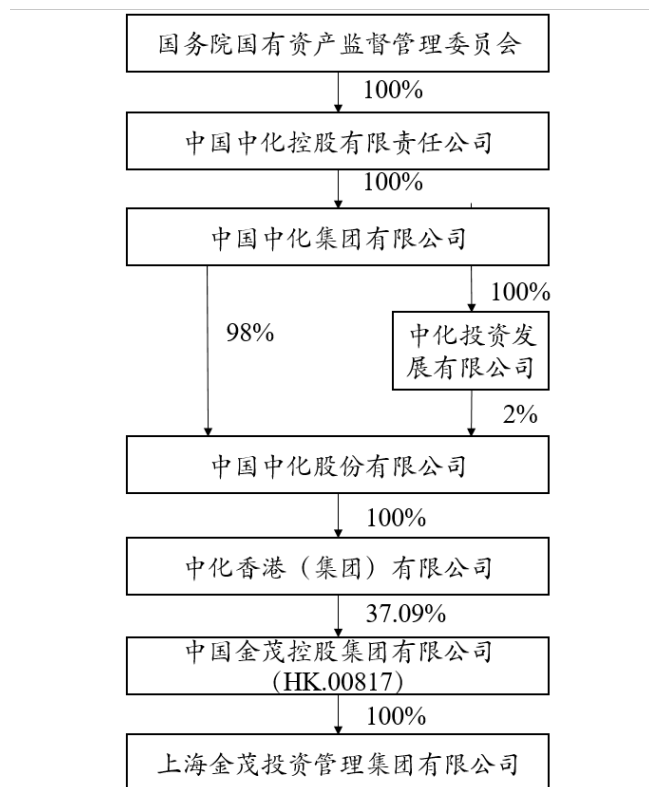 国务院国有资产监督管理委员会
100%
中国中化控股有限责任公司
100%
中国中化集团有限公司
100%
98%
中化投资发
展有限公司
2%
中国中化股份有限公司
100%
中化香港（集团）有限公司
37.09%
中国金茂控股集团有限公司
（HK.00817）
100%
上海金茂投资管理集团有限公司